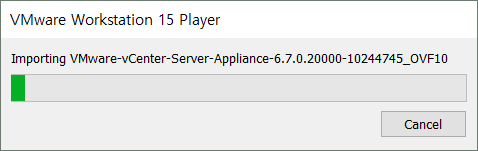 VMware Workstation 15 Player
Importing VMware-vCenter-Server-Appliance-6.7.0.20000-10244745_OVF10
Cancel